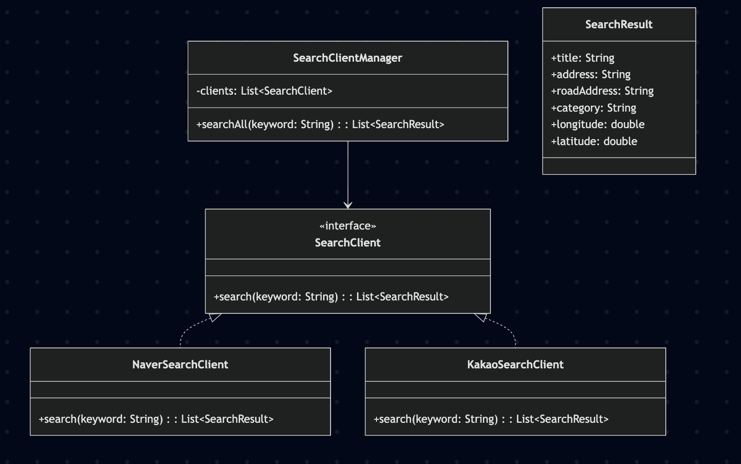 SearchClientManager
-clients: List<SearchClient>
+searchAll(keyword: String) : : List<SearchResult>
SearchResult
+title: String
+address: String
+roadAddress: String
+category: String
+longitude: double
+latitude: double
«interface»
SearchClient
+search(keyword: String) : : List<SearchResult>
NaverSearchClient
+search(keyword: String) : : List<SearchResult>
KakaoSearchClient
+search(keyword: String) : : List<SearchResult>